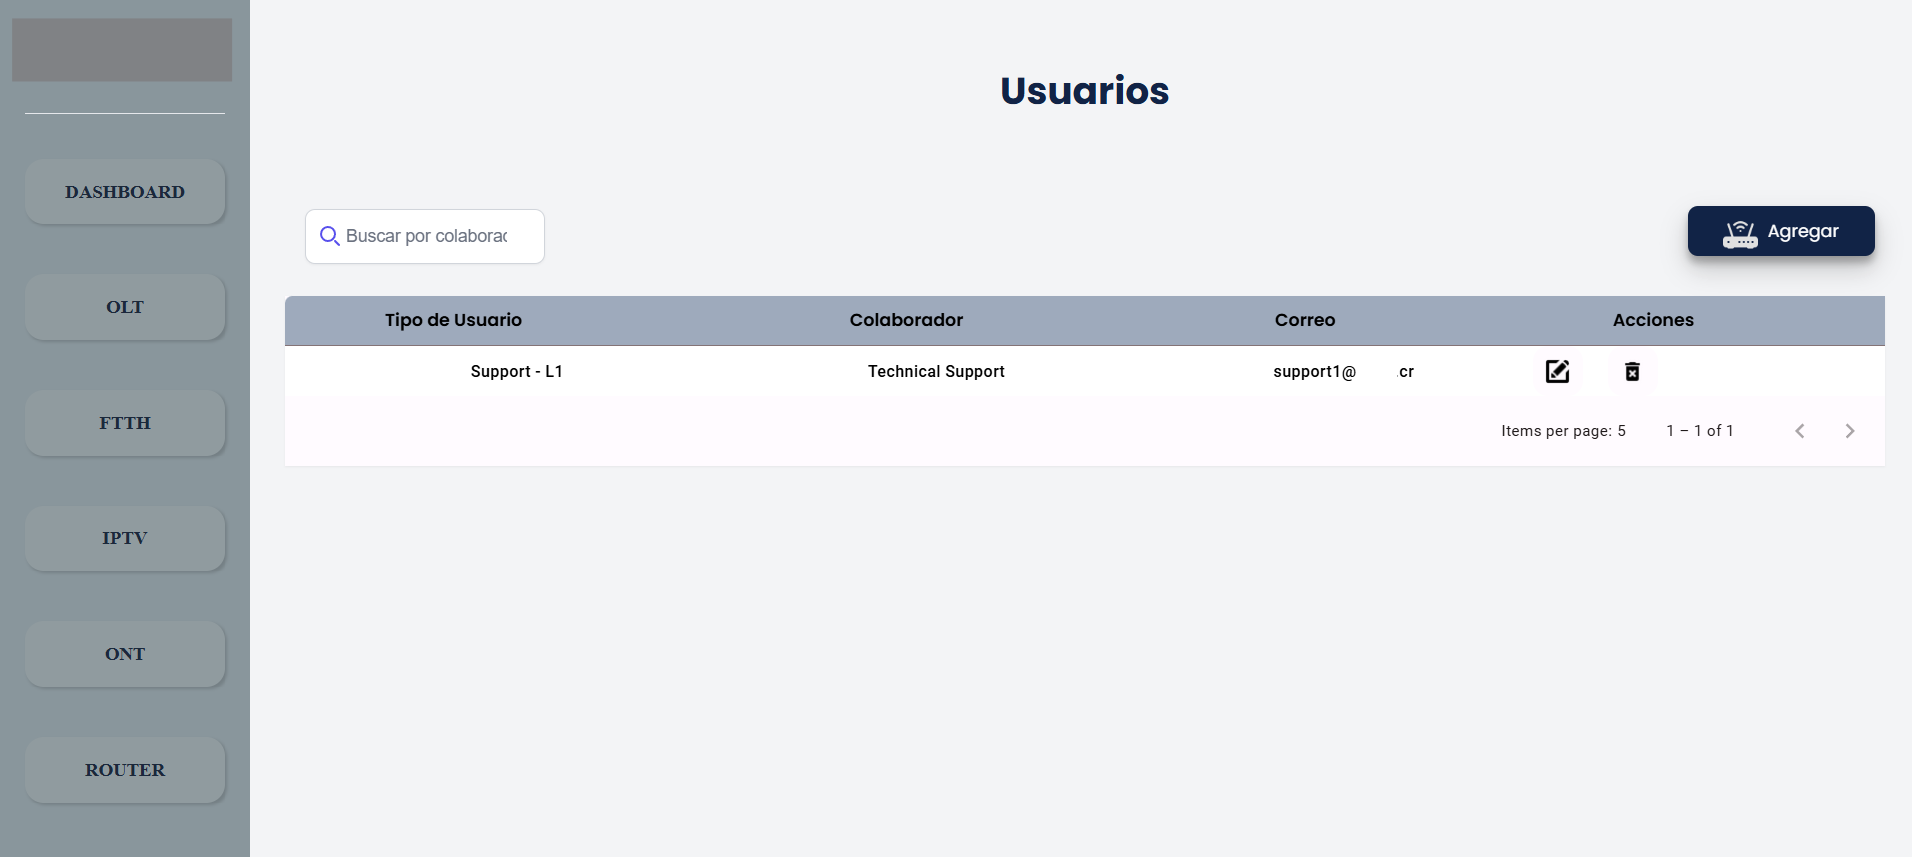 DASHBOARD
OLT
FTTH
IPTV
ONT
ROUTER
Usuarios
Buscar por colaborac
Agregar
Tipo de Usuario Colaborador Correo Acciones
Support - L1 Technical Support support1@ .cr
Items per page: 5 1 – 1 of 1